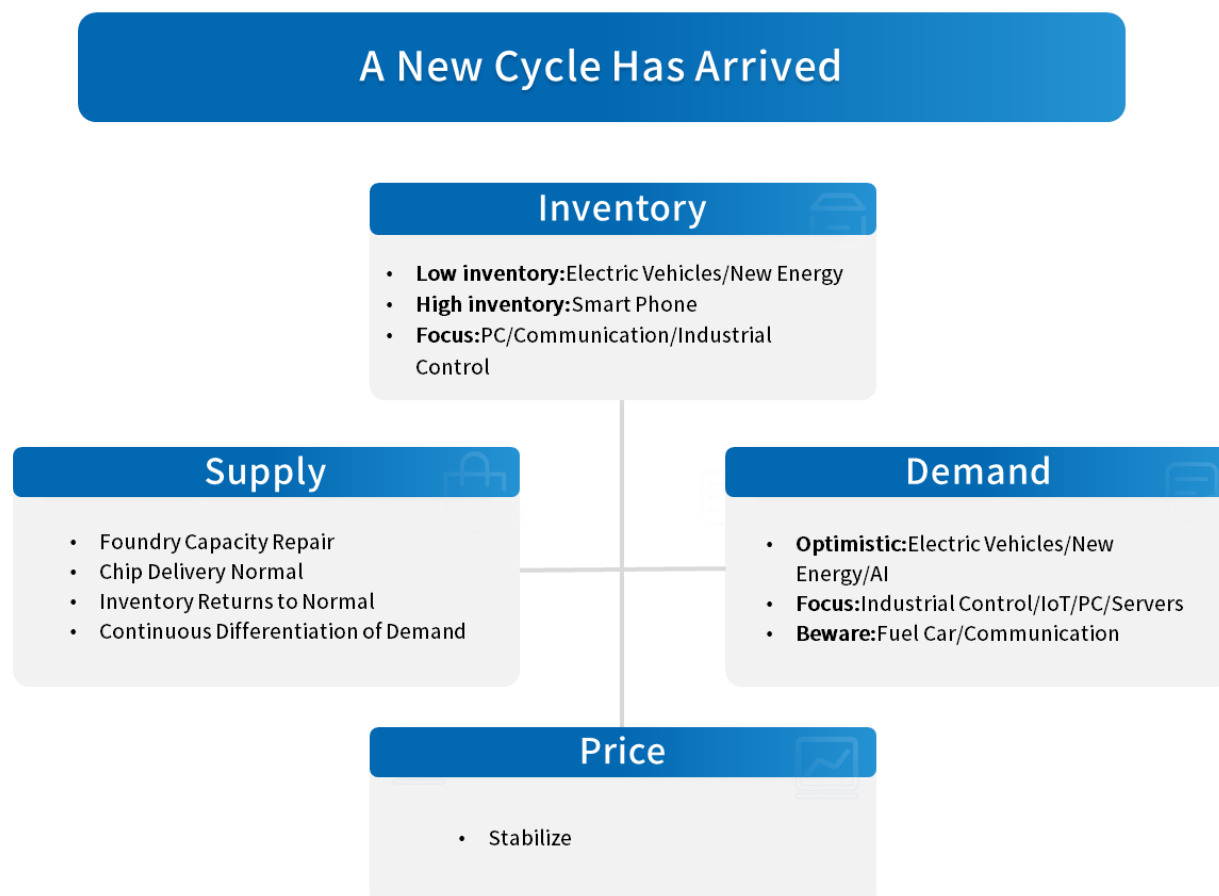 A New Cycle Has Arrived
Inventory
• Low inventory:Electric Vehicles/New Energy
• High inventory:Smart Phone
• Focus:PC/Communication/Industrial
Control
Supply
• Foundry Capacity Repair
• Chip Delivery Normal
• Inventory Returns to Normal
• Continuous Differentiation of Demand
Demand
• Optimistic:Electric Vehicles/New
Energy/AI
• Focus:Industrial Control/IoT/PC/Servers
• Beware:Fuel Car/Communication
Price
• Stabilize